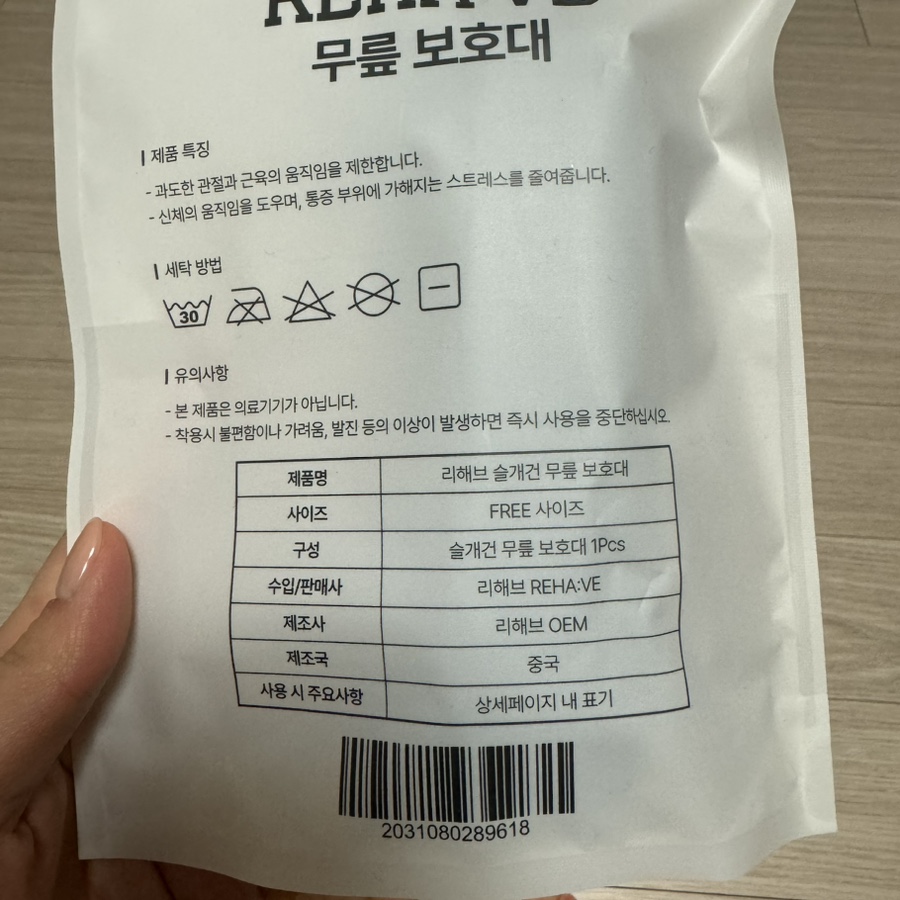 REHA:VE
무릎 보호대
제품 특징
- 과도한 관절과 근육의 움직임을 제한합니다.
- 신체의 움직임을 도우며, 통증 부위에 가해지는 스트레스를 줄여줍니다.
세탁 방법
30
유의사항
- 본 제품은 의료기기가 아닙니다.
- 착용시 불편함이나 가려움, 발진 등의 이상이 발생하면 즉시 사용을 중단하십시오.
제품명 리해브 슬개건 무릎 보호대
사이즈 FREE 사이즈
구성 슬개건 무릎 보호대 1Pcs
수입/판매사 리해브 REHA:VE
제조사 리해브 OEM
제조국 중국
사용 시 주요사항 상세페이지 내 표기
2031080289618